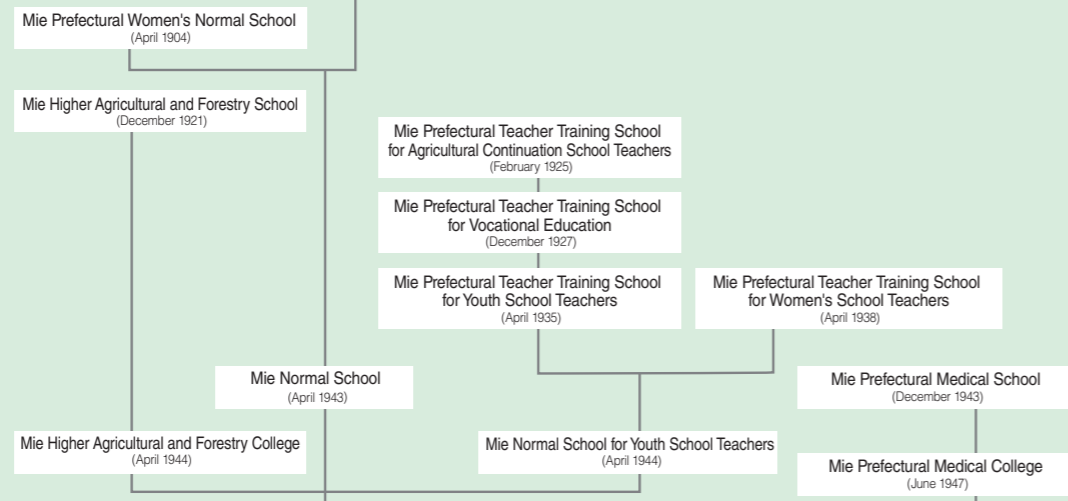 Mie Prefectural Women's Normal School
(April 1904)
Mie Higher Agricultural and Forestry School
(December 1921)
Mie Prefectural Teacher Training School
for Agricultural Continuation School Teachers
(February 1925)
Mie Prefectural Teacher Training School
for Vocational Education
(December 1927)
Mie Prefectural Teacher Training School
for Youth School Teachers
(April 1935)
Mie Prefectural Teacher Training School
for Women's School Teachers
(April 1938)
Mie Normal School
(April 1943)
Mie Prefectural Medical School
(December 1943)
Mie Higher Agricultural and Forestry College
(April 1944)
Mie Normal School for Youth School Teachers
(April 1944)
Mie Prefectural Medical College
(June 1947)